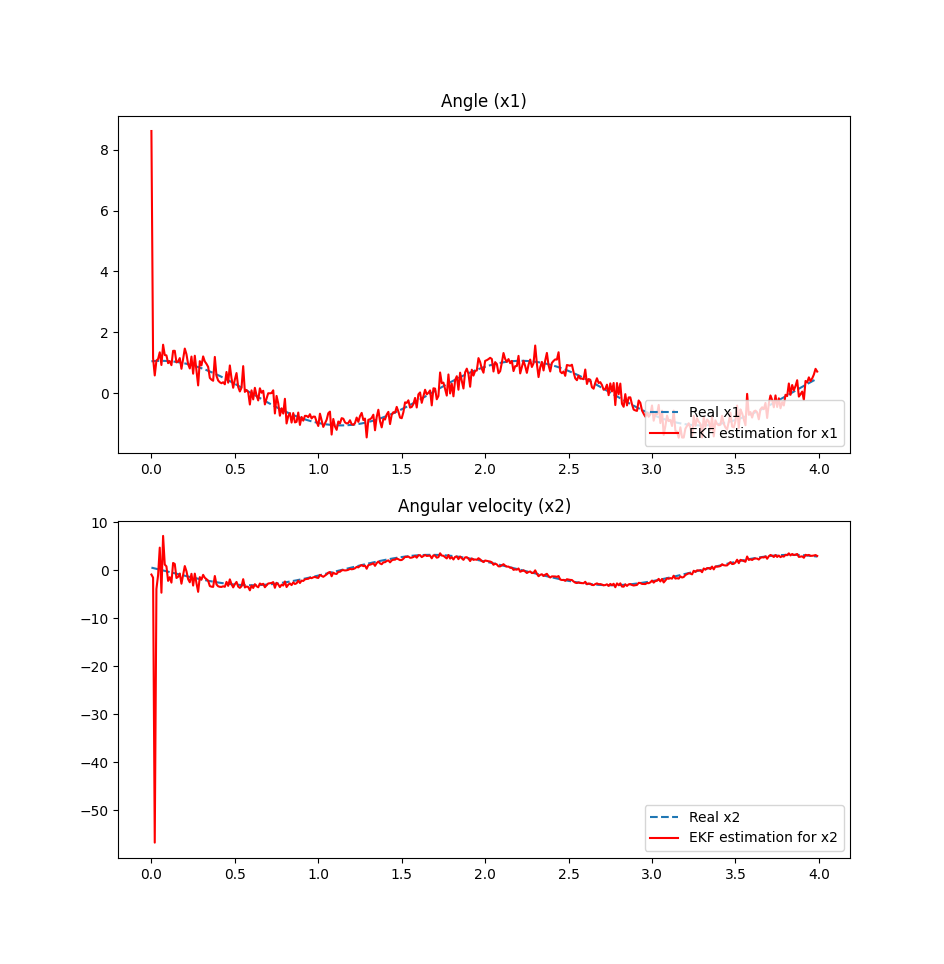 Angle (x1)
8
6
4
2
0
Real x1
EKF estimation for x1
0.0 0.5 1.0 1.5 2.0 2.5 3.0 3.5 4.0
Angular velocity (x2)
10
0
−10
−20
−30
−40
−50
Real x2
EKF estimation for x2
0.0 0.5 1.0 1.5 2.0 2.5 3.0 3.5 4.0